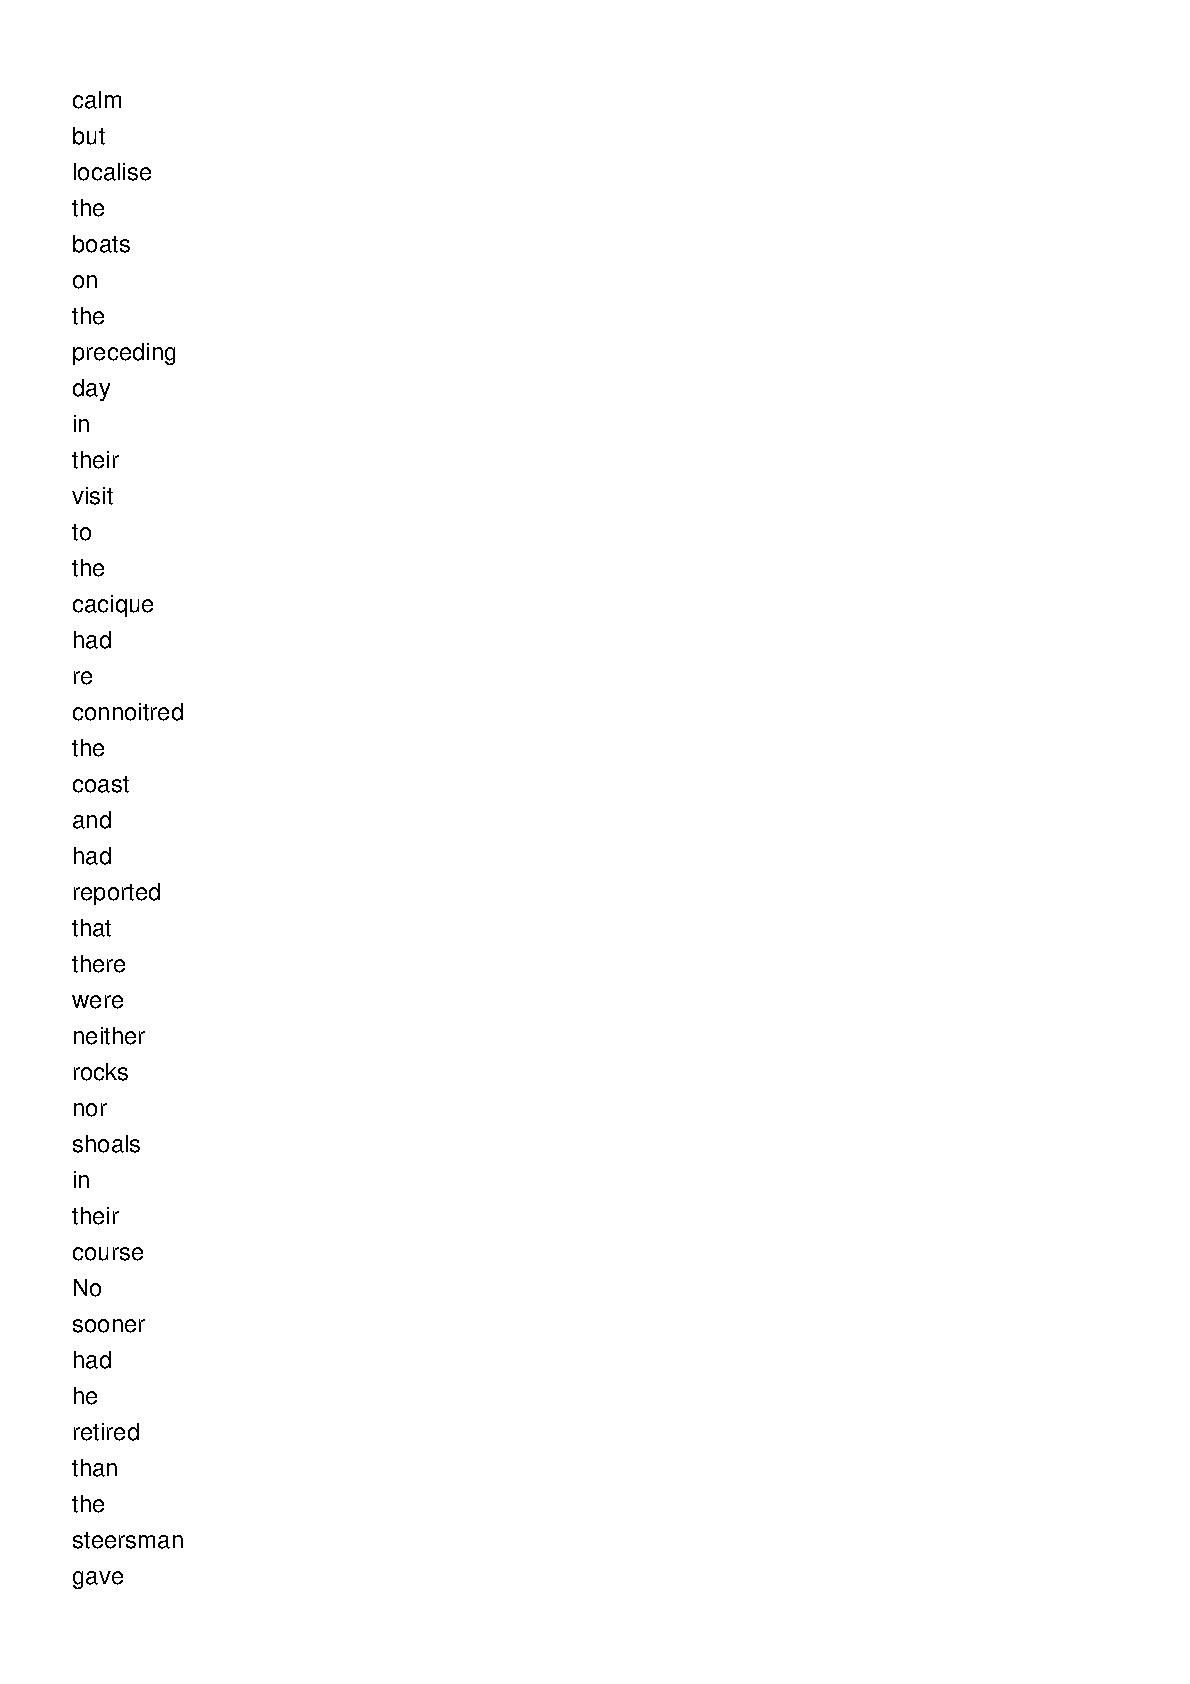 calm
but
localise
the
boats
on
the
preceding
day
in
their
visit
to
the
cacique
had
re
connoitred
the
coast
and
had
reported
that
there
were
neither
rocks
nor
shoals
in
their
course
No
sooner
had
he
retired
than
the
steersman
gave